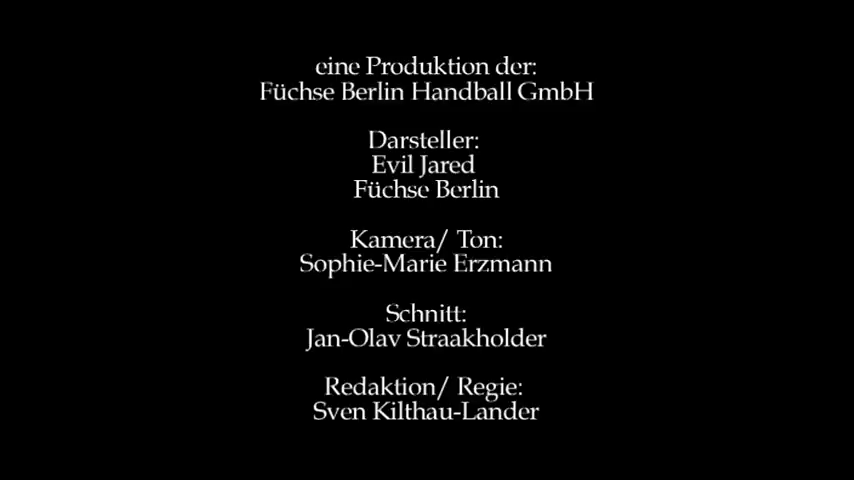 eine Produktion der:
Füchse Berlin Handball GmbH
Darsteller:
Evil Jared
Füchse Berlin
Kamera/ Ton:
Sophie-Marie Erzmann
Schnitt:
Jan-Olav Straakholder
Redaktion/ Regie:
Sven Kilthau-Lander